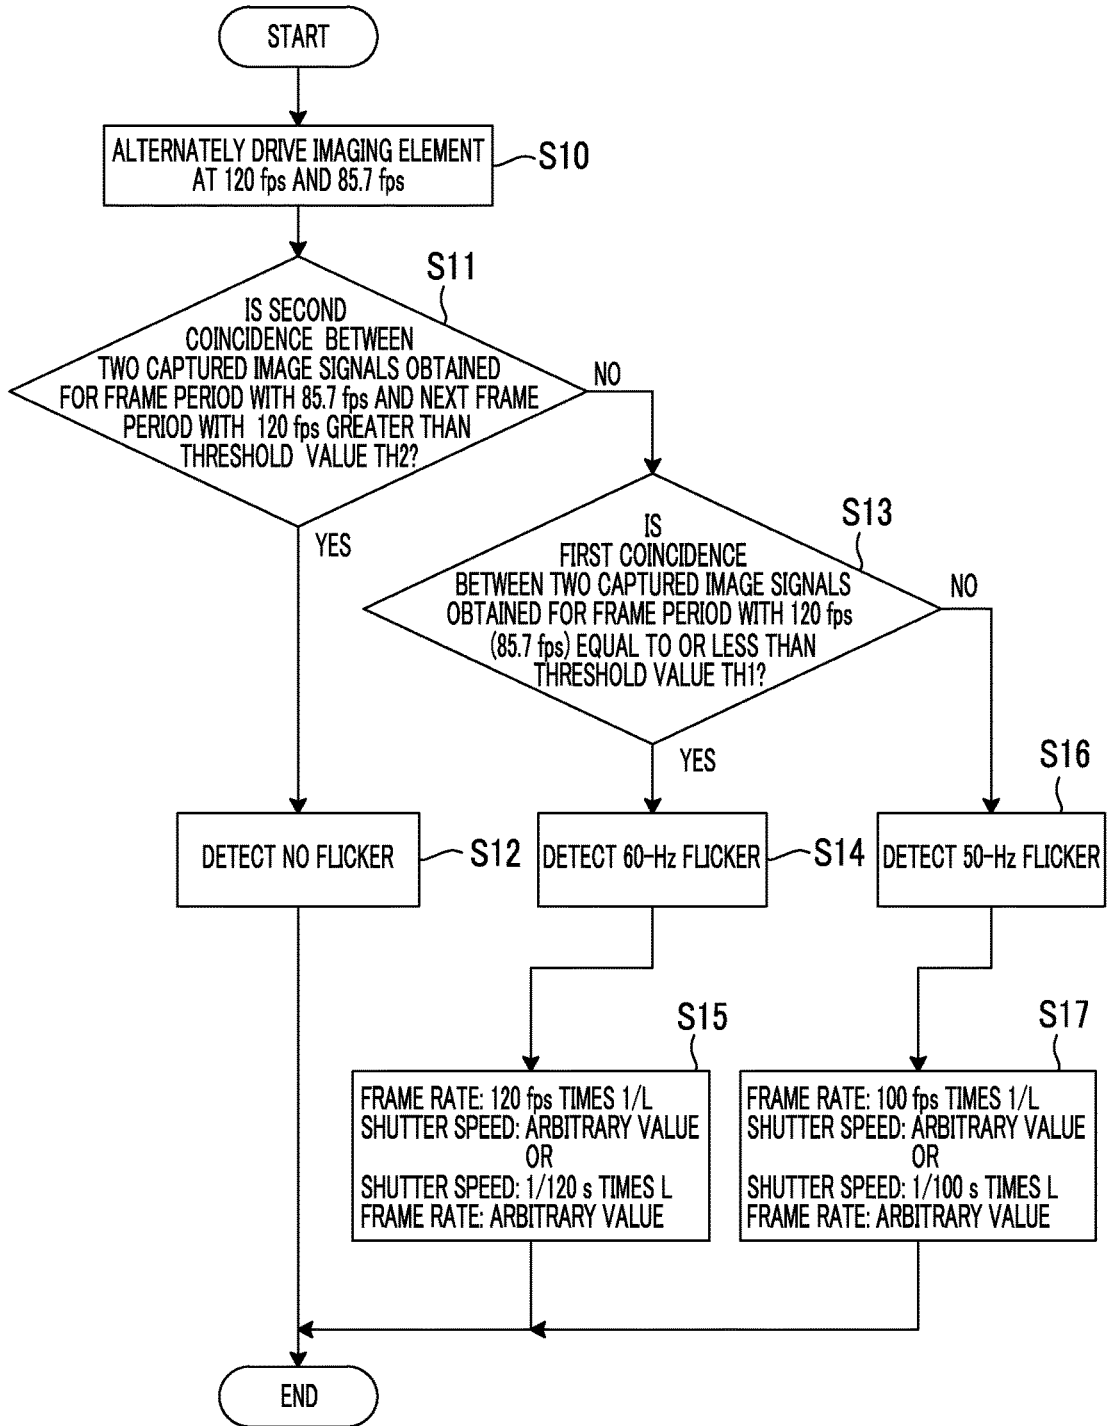 START
ALTERNATELY DRIVE IMAGING ELEMENT
AT 120 fps AND 85.7 fps
S10
S11
IS SECOND
COINCIDENCE BETWEEN
TWO CAPTURED IMAGE SIGNALS OBTAINED
FOR FRAME PERIOD WITH 85.7 fps AND NEXT FRAME
PERIOD WITH 120 fps GREATER THAN
THRESHOLD VALUE TH2?
NO
YES
S13
IS
FIRST COINCIDENCE
BETWEEN TWO CAPTURED IMAGE SIGNALS
OBTAINED FOR FRAME PERIOD WITH 120 fps
(85.7 fps) EQUAL TO OR LESS THAN
THRESHOLD VALUE TH1?
NO
YES
S16
DETECT NO FLICKER
S12
DETECT 60-Hz FLICKER
S14
DETECT 50-Hz FLICKER
S15
FRAME RATE: 120 fps TIMES 1/L
SHUTTER SPEED: ARBITRARY VALUE
OR
SHUTTER SPEED: 1/120 s TIMES L
FRAME RATE: ARBITRARY VALUE
S17
FRAME RATE: 100 fps TIMES 1/L
SHUTTER SPEED: ARBITRARY VALUE
OR
SHUTTER SPEED: 1/100 s TIMES L
FRAME RATE: ARBITRARY VALUE
END